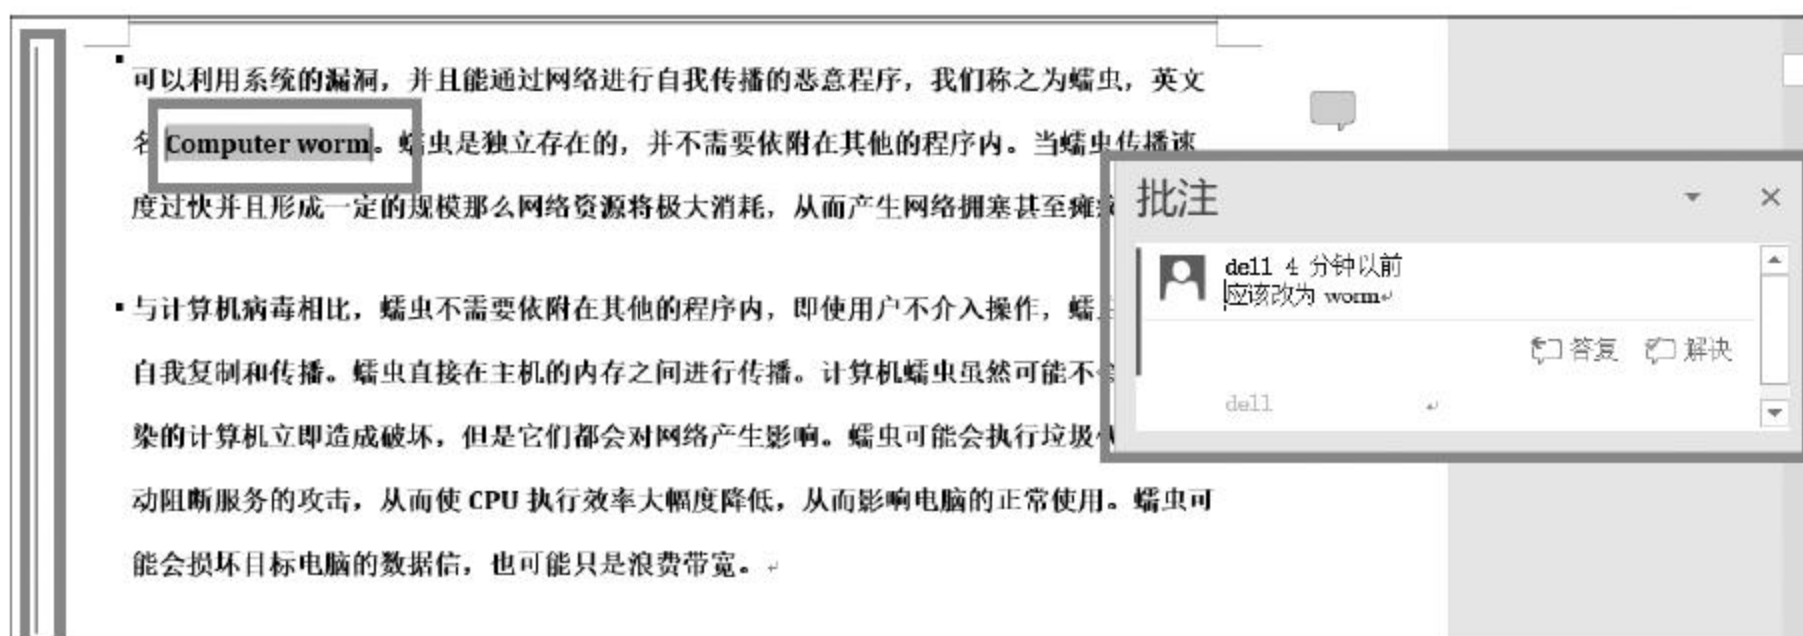 可以利用系统的漏洞，并且能通过网络进行自我传播的恶意程序，我们称之为蠕虫，英文
名 Computer worm。蠕虫是独立存在的，并不需要依附在其他的程序内。当蠕虫传播速
度过快并且形成一定的规模那么网络资源将极大消耗，从而产生网络拥塞甚至瘫
与计算机病毒相比，蠕虫不需要依附在其他的程序内，即使用户不介入操作，蠕
自我复制和传播。蠕虫直接在主机的内存之间进行传播。计算机蠕虫虽然可能不
染的计算机立即造成破坏，但是它们都会对网络产生影响。蠕虫可能会执行垃圾
动阻断服务的攻击，从而使 CPU 执行效率大幅度降低，从而影响电脑的正常使用。蠕虫可
能会损坏目标电脑的数据信，也可能只是浪费带宽。
批注
dell 4 分钟以前
应该改为 worm
答复 解决
dell